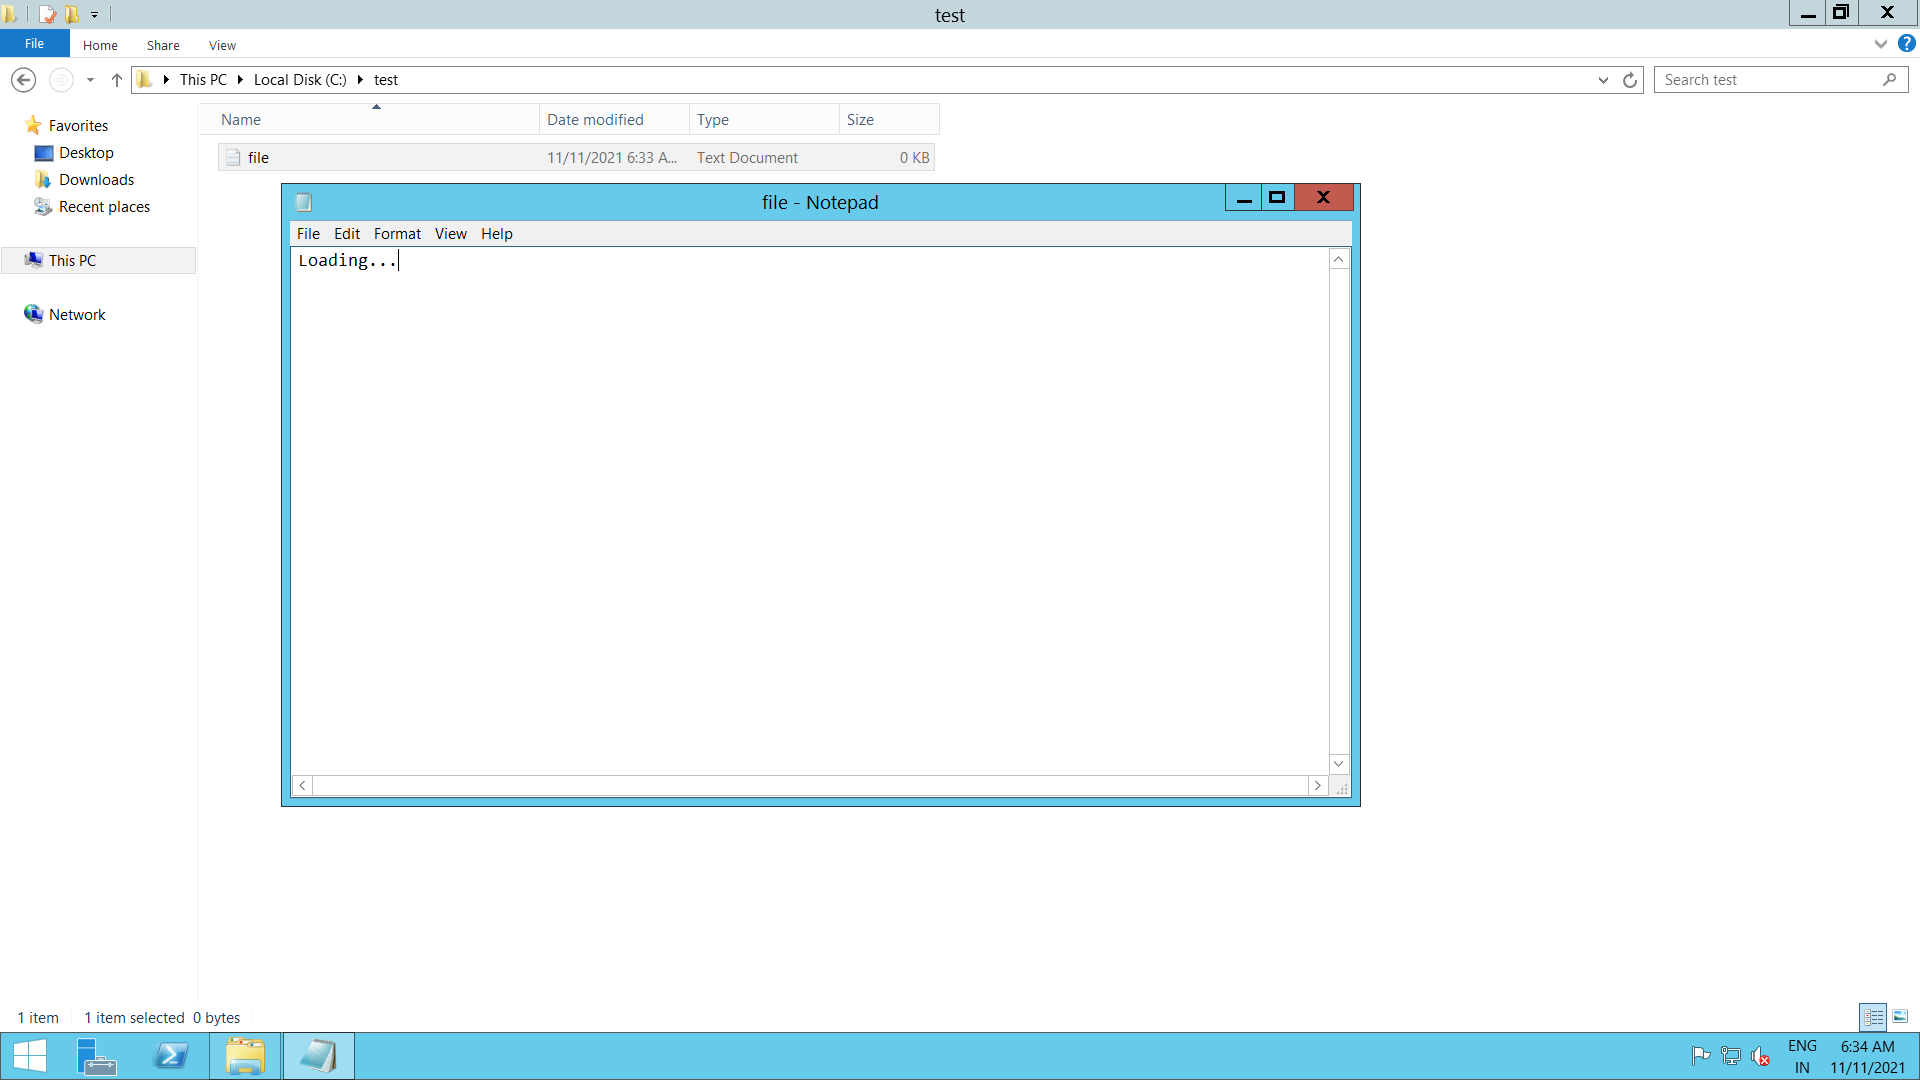 test
File Home Share View
This PC Local Disk (C:) test Search test
Name Date modified Type Size
file 11/11/2021 6:33 A... Text Document 0 KB
Favorites
Desktop
Downloads
Recent places
This PC
Network
file - Notepad
File Edit Format View Help
Loading...
1 item 1 item selected 0 bytes
ENG 6:34 AM
IN 11/11/2021